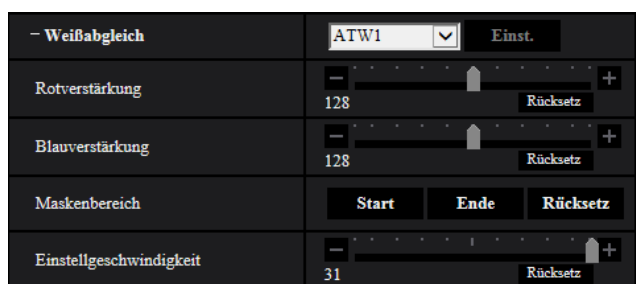 − Weißabgleich ATW1 Einst.
Rotverstärkung − +
128 Rücksetz
Blauverstärkung − +
128 Rücksetz
Maskenbereich Start Ende Rücksetz
Einstellgeschwindigkeit − +
31 Rücksetz